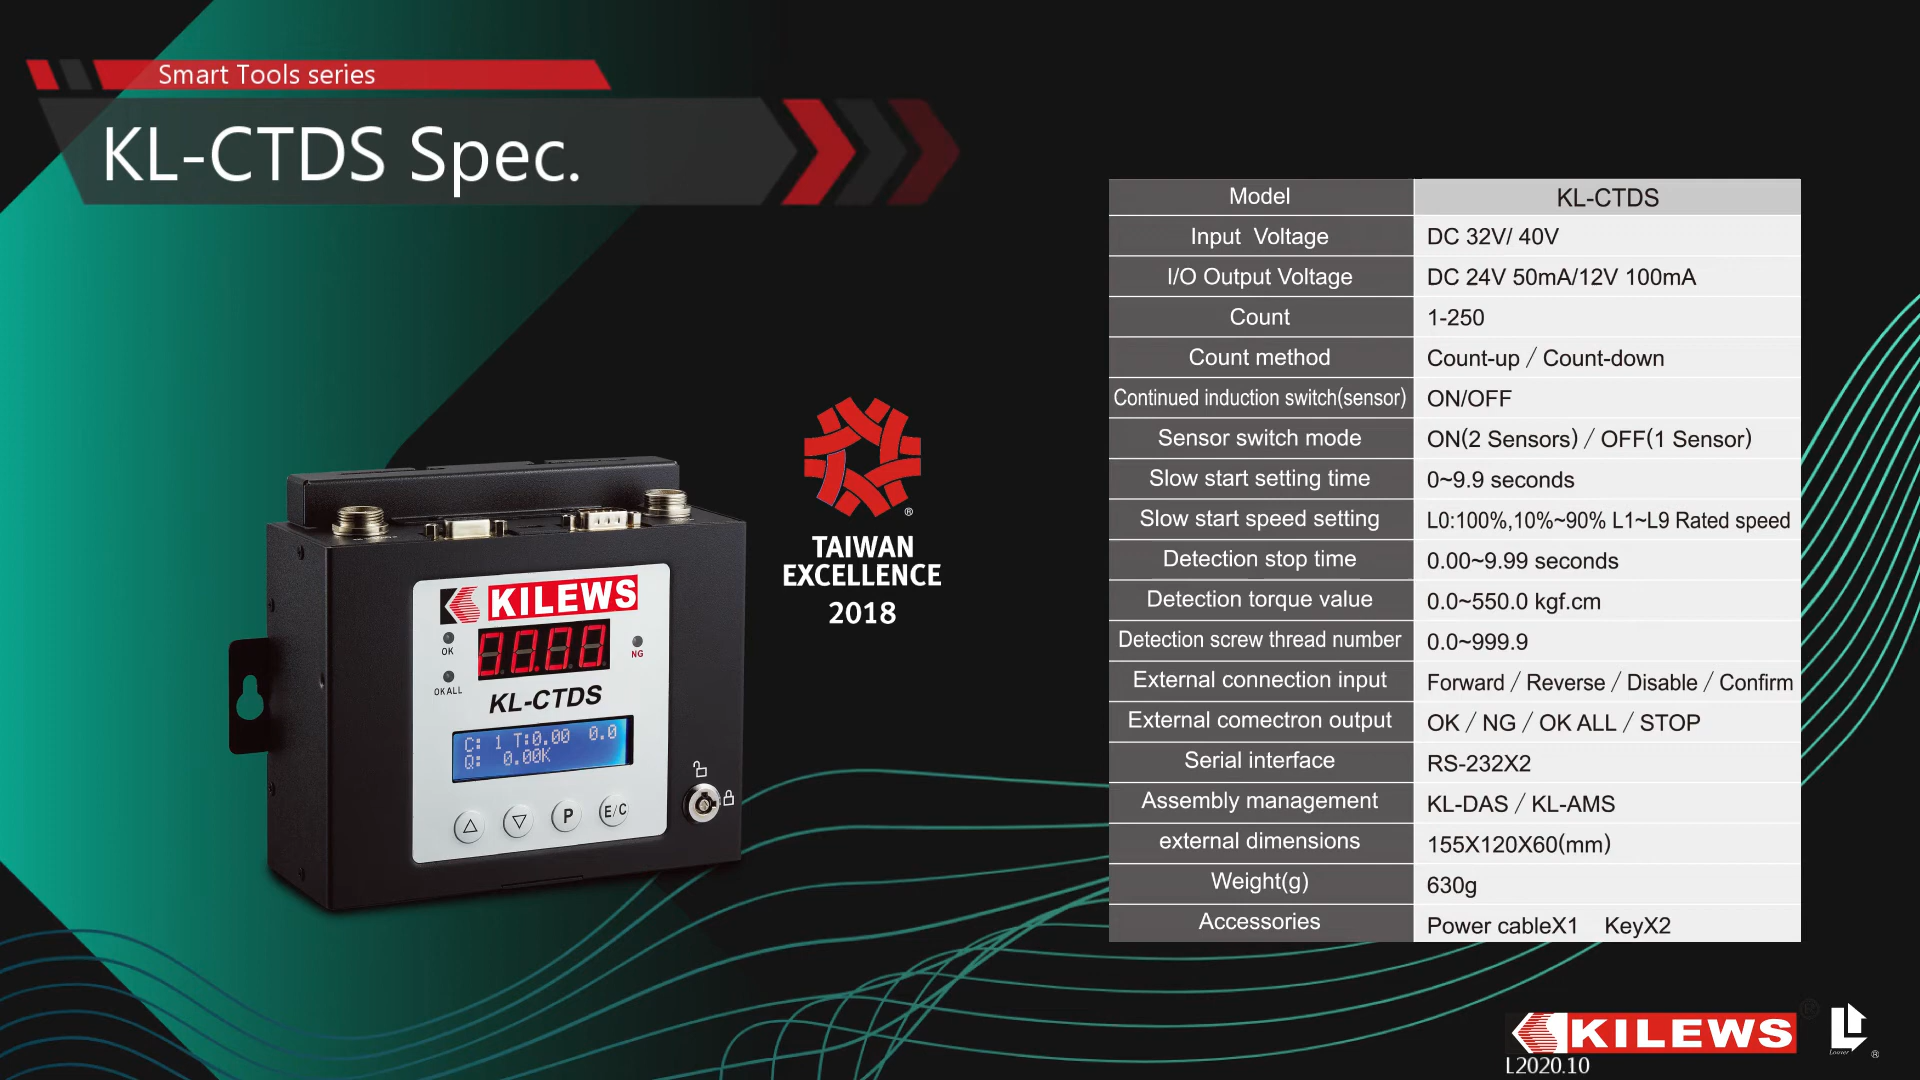 Smart Tools series
KL-CTDS Spec.
Model KL-CTDS
Input Voltage DC 32V/ 40V
I/O Output Voltage DC 24V 50mA/12V 100mA
Count 1-250
Count method Count-up / Count-down
Continued induction switch(sensor) ON/OFF
Sensor switch mode ON(2 Sensors) / OFF(1 Sensor)
Slow start setting time 0~9.9 seconds
Slow start speed setting L0:100%,10%~90% L1~L9 Rated speed
Detection stop time 0.00~9.99 seconds
Detection torque value 0.0~550.0 kgf.cm
Detection screw thread number 0.0~999.9
External connection input Forward / Reverse / Disable / Confirm
External comectron output OK / NG / OK ALL / STOP
Serial interface RS-232X2
Assembly management KL-DAS / KL-AMS
external dimensions 155X120X60(mm)
Weight(g) 630g
Accessories Power cableX1 KeyX2
TAIWAN
EXCELLENCE
2018
®
KILEWS
OK
NG
OK ALL
KL-CTDS
C: 1 T:0.00 0.0
Q: 0.00K
P
E/C
KILEWS ®
L2020.10
®